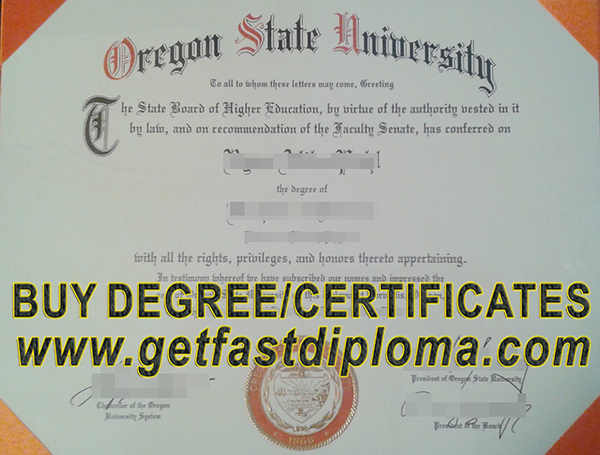 Oregon State University
To all to whom these letters may come, Greeting
The State Board of Higher Education, by virtue of the authority vested in it
by law, and on recommendation of the Faculty Senate, has conferred on
the degree of
with all the rights, privileges, and honors thereto appertaining.
In testimony whereof we have subscribed our names and impressed the
BUY DEGREE/CERTIFICATES
www.getfastdiploma.com
Chancellor of the Oregon
University System
1868
President of Oregon State University
President of the Board